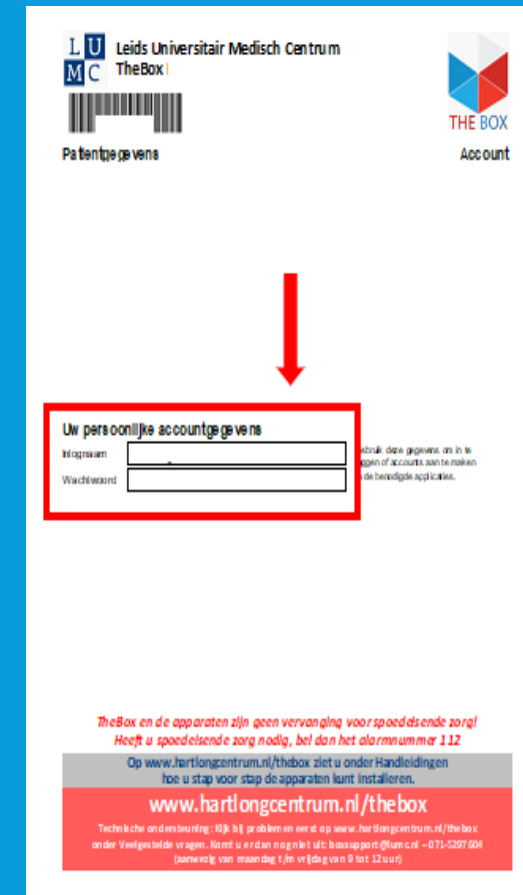 L U
M C
Leids Universitair Medisch Centrum
TheBox
THE BOX
Patientgegevens
Account
Uw persoonlijke accountgegevens
Inlognaam
Wachtwoord
ebruik deze gegevens om in te
ggen of accounts aan te maken
de benodigde applicaties.
TheBox en de apparaten zijn geen vervanging voor spoedeisende zorg!
Heeft u spoedeisende zorg nodig, bel dan het alarmnummer 112
Op www.hartlongcentrum.nl/thebox ziet u onder Handleidingen
hoe u stap voor stap de apparaten kunt installeren.
www.hartlongcentrum.nl/thebox
Technische ondersteuning: Kijk bij problemen eerst op www.hartlongcentrum.nl/thebox
onder Veelgestelde vragen. Komt u er dan nog niet uit: boxsupport@lumc.nl – 071-5297604
(aanwezig van maandag t/m vrijdag van 9 tot 12 uur)